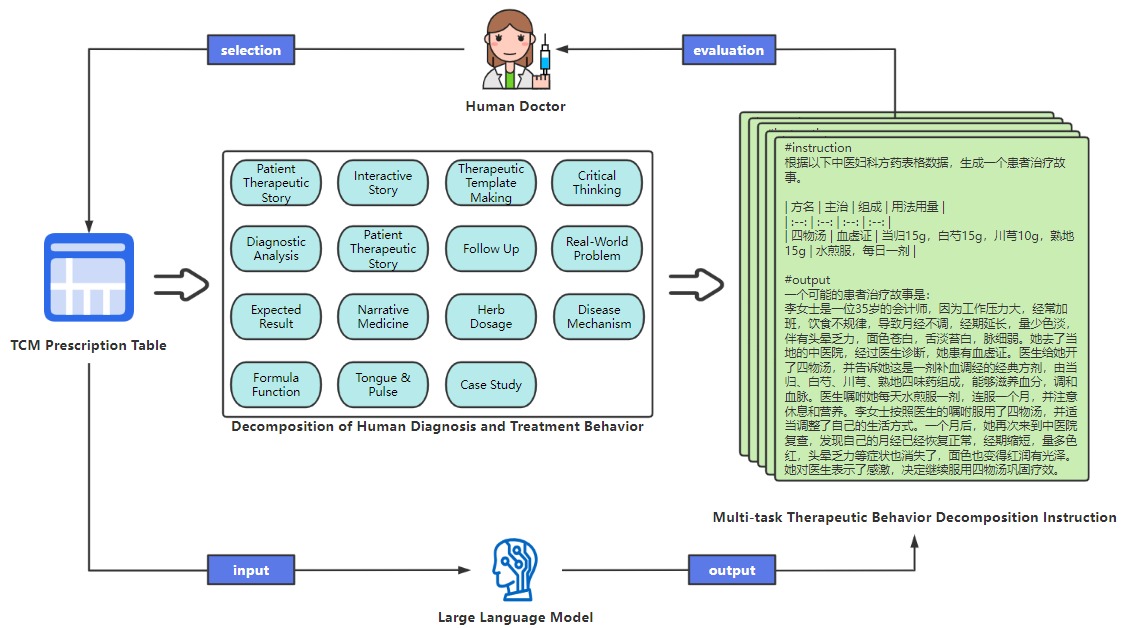 selection
evaluation
Human Doctor
Patient
Therapeutic
Story
Interactive
Story
Therapeutic
Template
Making
Critical
Thinking
Diagnostic
Analysis
Patient
Therapeutic
Story
Follow Up
Real-World
Problem
Expected
Result
Narrative
Medicine
Herb
Dosage
Disease
Mechanism
Formula
Function
Tongue &
Pulse
Case Study
Decomposition of Human Diagnosis and Treatment Behavior
TCM Prescription Table
#instruction
根据以下中医妇科方药表格数据，生成一个患者治疗故
事。
| 方名 | 主治 | 组成 | 用法用量 |
| :--: | :--: | :--: | :--: |
| 四物汤 | 血虚证 | 当归15g，白芍15g，川芎10g，熟地
15g | 水煎服，每日一剂 |
#output
一个可能的患者治疗故事是：
李女士是一位35岁的会计师，因为工作压力大，经常加
班，饮食不规律，导致月经不调，经期延长，量少色淡，
伴有头晕乏力，面色苍白，舌淡苔白，脉细弱。她去了当
地的中医院，经过医生诊断，她患有血虚证。医生给她开
了四物汤，并告诉她这是一剂补血调经的经典方剂，由当
归、白芍、川芎、熟地四味药组成，能够滋养血分，调和
血脉。医生嘱咐她每天水煎服一剂，连服一个月，并注意
休息和营养。李女士按照医生的嘱咐服用了四物汤，并适
当调整了自己的生活方式。一个月后，她再次来到中医院
复查，发现自己的月经已经恢复正常，经期缩短，量多色
红，头晕乏力等症状也消失了，面色也变得红润有光泽。
她对医生表示了感激，决定继续服用四物汤巩固疗效。
Multi-task Therapeutic Behavior Decomposition Instruction
input
output
Large Language Model